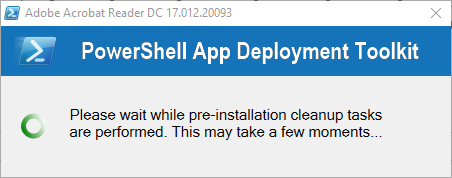 Adobe Acrobat Reader DC 17.012.20093
PowerShell App Deployment Toolkit
Please wait while pre-installation cleanup tasks
are performed. This may take a few moments...